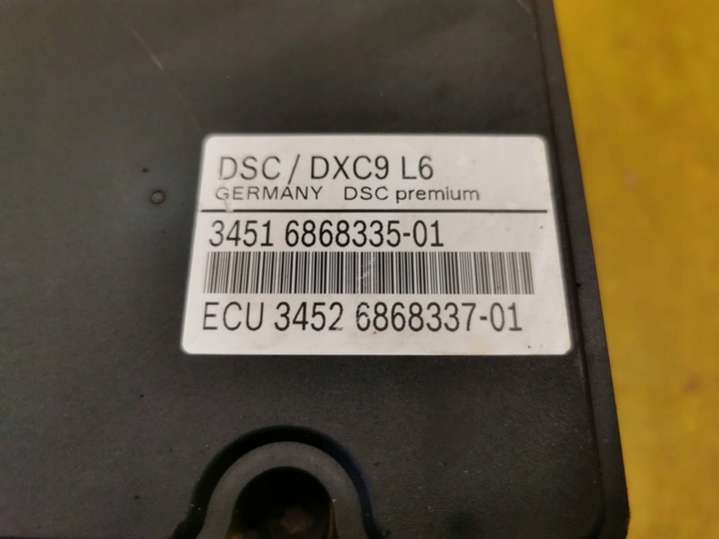 DSC / DXC9 L6
GERMANY DSC premium
3451 6868335-01
ECU 3452 6868337-01